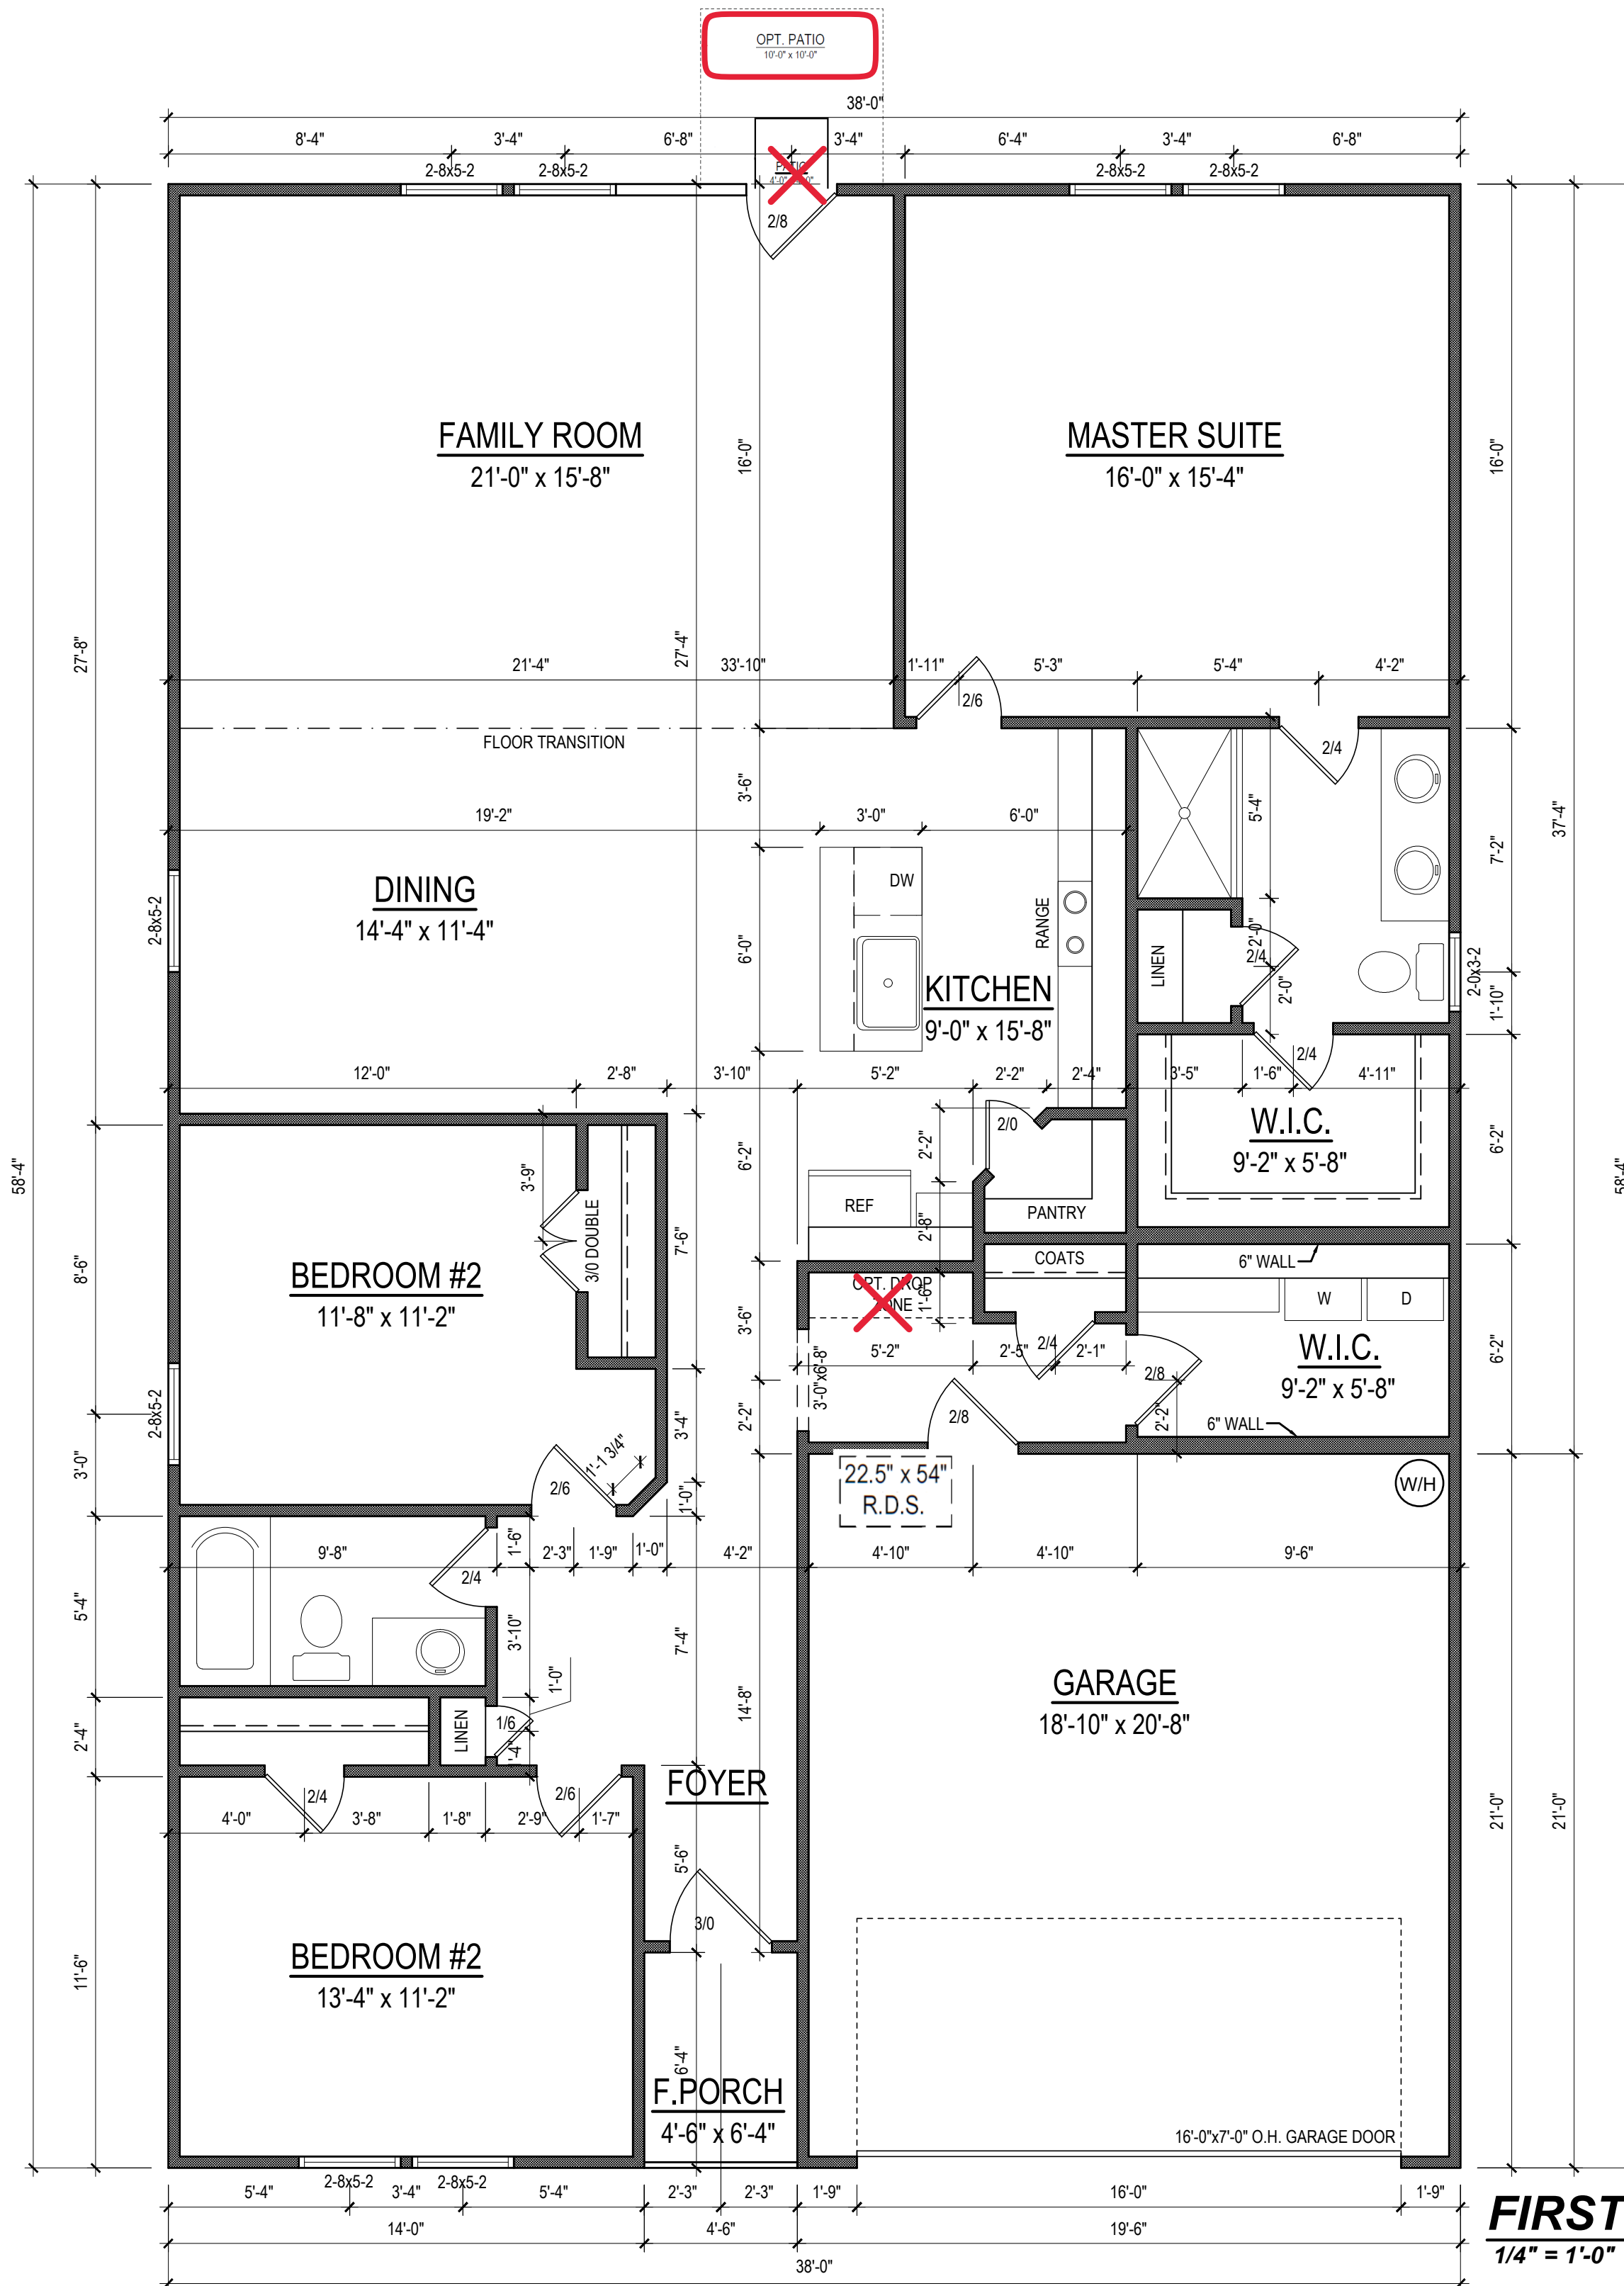 OPT. PATIO
10'-0" x 10'-0"
38'-0"
8'-4"
3'-4"
6'-8"
3'-4"
6'-4"
3'-4"
6'-8"
2-8x5-2
2-8x5-2
2-8x5-2
2-8x5-2
2/8
FAMILY ROOM
21'-0" x 15'-8"
16'-0"
MASTER SUITE
16'-0" x 15'-4"
16'-0"
27'-8"
27'-4"
21'-4"
33'-10"
1'-11"
5'-3"
5'-4"
4'-2"
2/6
FLOOR TRANSITION
2/4
3'-6"
5'-4"
37'-4"
19'-2"
3'-0"
6'-0"
7'-2"
DINING
14'-4" x 11'-4"
2-8x5-2
6'-0"
DW
RANGE
KITCHEN
9'-0" x 15'-8"
LINEN
2'-0"
2/4
2'-0"
2-0x3-2
1'-10"
2/4
12'-0"
2'-8"
3'-10"
5'-2"
2'-2"
2'-4"
3'-5"
1'-6"
4'-11"
W.I.C.
9'-2" x 5'-8"
6'-2"
58'-4"
58'-4"
3'-9"
6'-2"
2'-2"
2/0
REF
2'-8"
PANTRY
3/0 DOUBLE
7'-6"
8'-6"
BEDROOM #2
11'-8" x 11'-2"
COATS
6" WALL
OPT. DROP
ZONE
1'-6"
W
D
3'-6"
5'-2"
2'-5"
2/4
2'-1"
W.I.C.
9'-2" x 5'-8"
6'-2"
3'-0"x6'-8"
2/8
2/8
2'-2"
2'-2"
6" WALL
2-8x5-2
3'-0"
3'-4"
1'-1 3/4"
2/6
1'-0"
22.5" x 54"
R.D.S.
W/H
9'-8"
1'-6"
2'-3"
1'-9"
1'-0"
4'-2"
4'-10"
4'-10"
9'-6"
2/4
5'-4"
3'-10"
7'-4"
1'-0"
GARAGE
18'-10" x 20'-8"
14'-8"
2'-4"
LINEN
1/6
FOYER
2/4
2/6
4'-0"
3'-8"
1'-8"
2'-9"
1'-7"
21'-0"
21'-0"
5'-6"
3/0
11'-6"
BEDROOM #2
13'-4" x 11'-2"
6'-4"
F.PORCH
4'-6" x 6'-4"
16'-0"x7'-0" O.H. GARAGE DOOR
2-8x5-2
2-8x5-2
5'-4"
3'-4"
5'-4"
2'-3"
2'-3"
1'-9"
16'-0"
1'-9"
14'-0"
4'-6"
19'-6"
38'-0"
FIRST
1/4" = 1'-0"